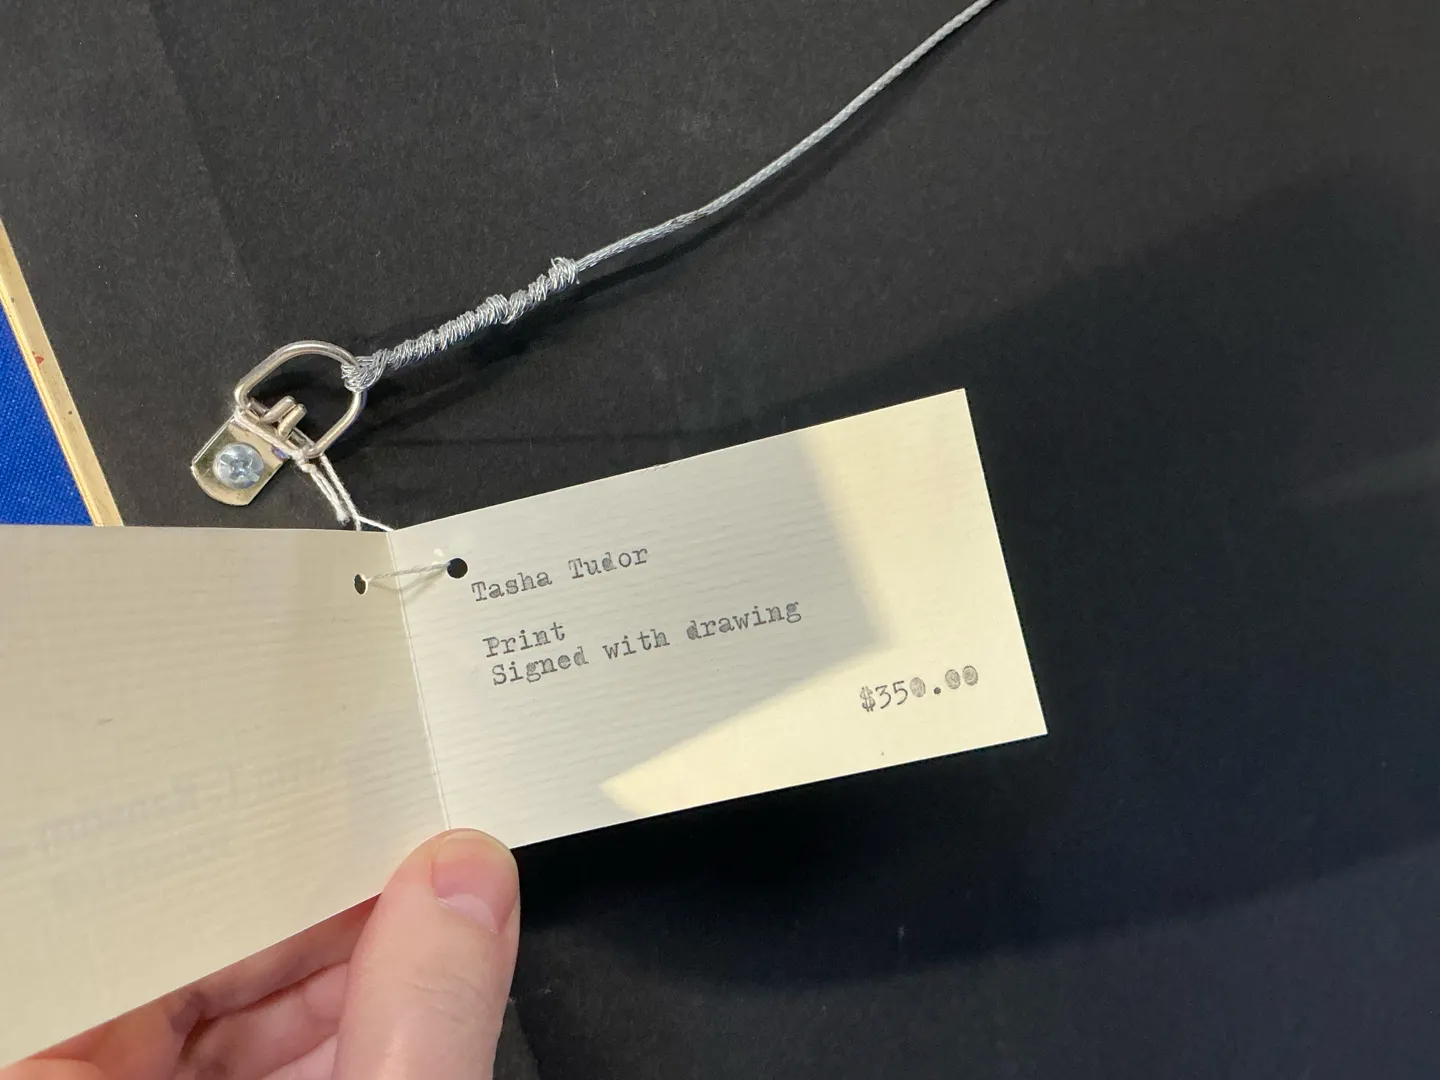 Tasha Tudor
Print
Signed with drawing
$350.00